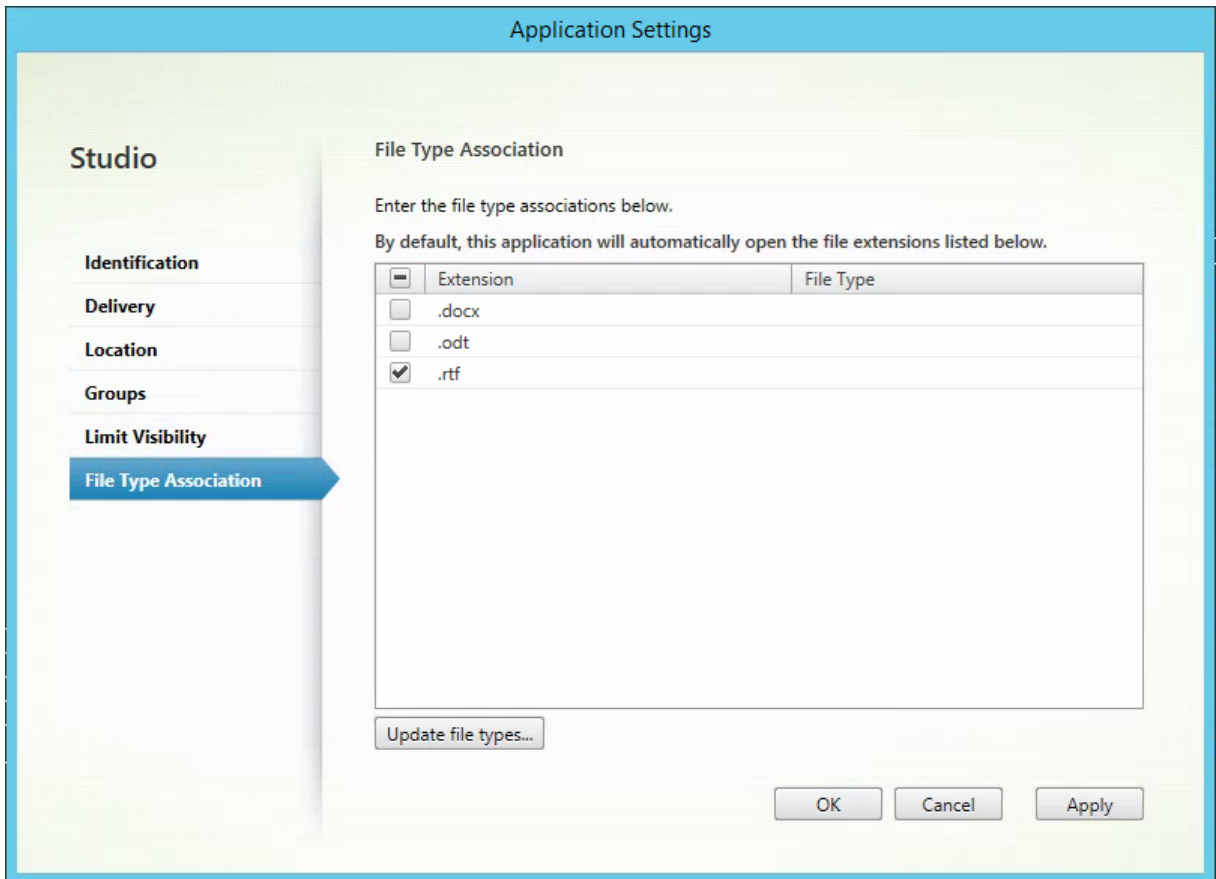 Application Settings
Studio
Identification
Delivery
Location
Groups
Limit Visibility
File Type Association
File Type Association
Enter the file type associations below.
By default, this application will automatically open the file extensions listed below.
Extension File Type
.docx
.odt
.rtf
Update file types...
OK Cancel Apply